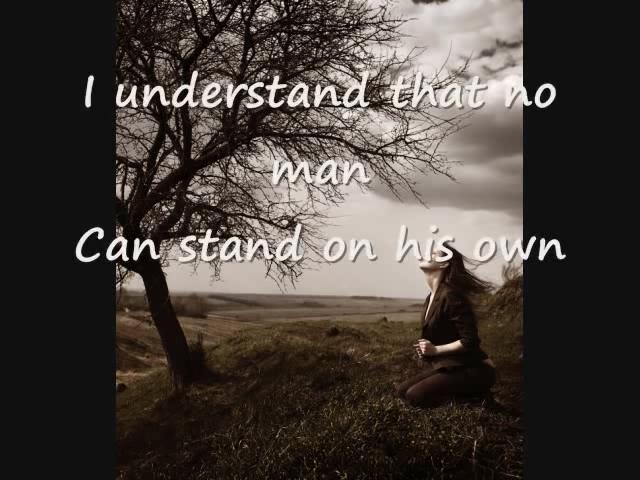 I understand that no
man
Can stand on his own